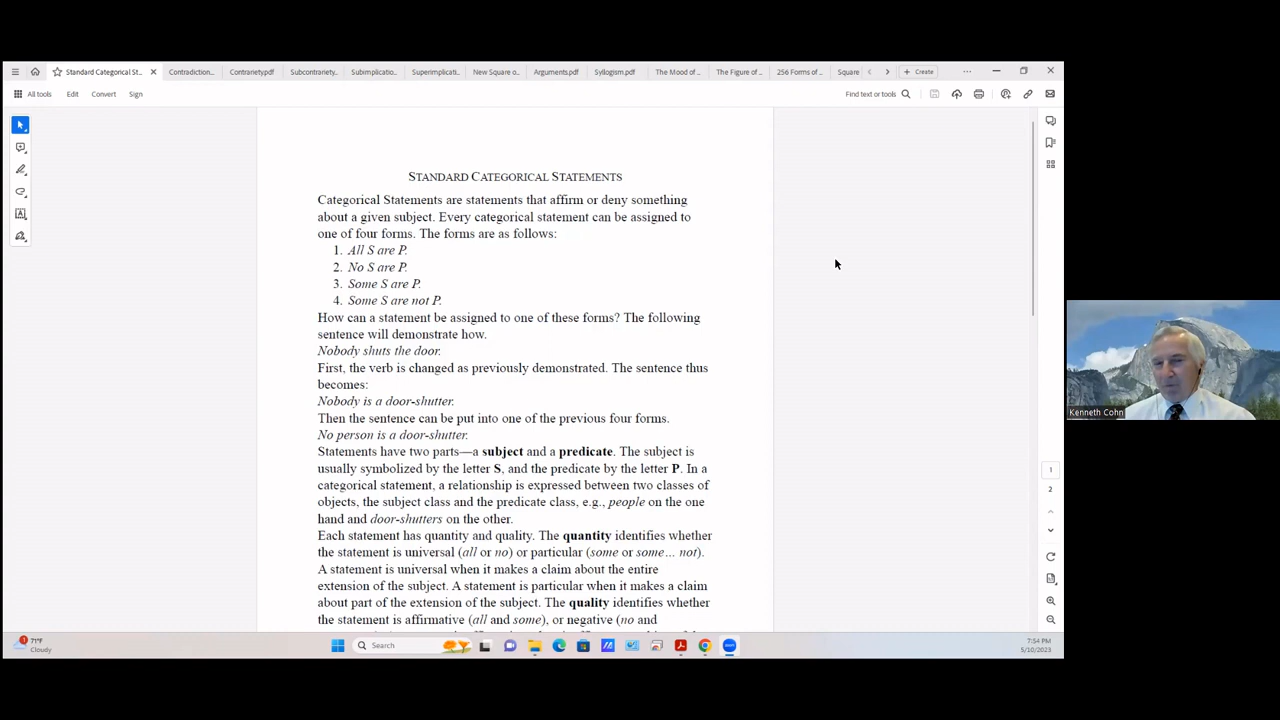 Standard Categorical St...
Contradiction...
Contrariety.pdf
Subcontrariety...
Subimplicatio...
Superimplicati...
New Square o...
Arguments.pdf
Syllogism.pdf
The Mood of ...
The Figure of ...
256 Forms of ...
Square
Create
All tools
Edit
Convert
Sign
Find text or tools
STANDARD CATEGORICAL STATEMENTS
Categorical Statements are statements that affirm or deny something
about a given subject. Every categorical statement can be assigned to
one of four forms. The forms are as follows:
1. All S are P.
2. No S are P.
3. Some S are P.
4. Some S are not P.
How can a statement be assigned to one of these forms? The following
sentence will demonstrate how.
Nobody shuts the door.
First, the verb is changed as previously demonstrated. The sentence thus
becomes:
Nobody is a door-shutter.
Then the sentence can be put into one of the previous four forms.
No person is a door-shutter.
Statements have two parts—a subject and a predicate. The subject is
usually symbolized by the letter S, and the predicate by the letter P. In a
categorical statement, a relationship is expressed between two classes of
objects, the subject class and the predicate class, e.g., people on the one
hand and door-shutters on the other.
Each statement has quantity and quality. The quantity identifies whether
the statement is universal (all or no) or particular (some or some... not).
A statement is universal when it makes a claim about the entire
extension of the subject. A statement is particular when it makes a claim
about part of the extension of the subject. The quality identifies whether
the statement is affirmative (all and some), or negative (no and
Kenneth Cohn
1
2
1
71°F
Cloudy
Search
7:54 PM
5/10/2023